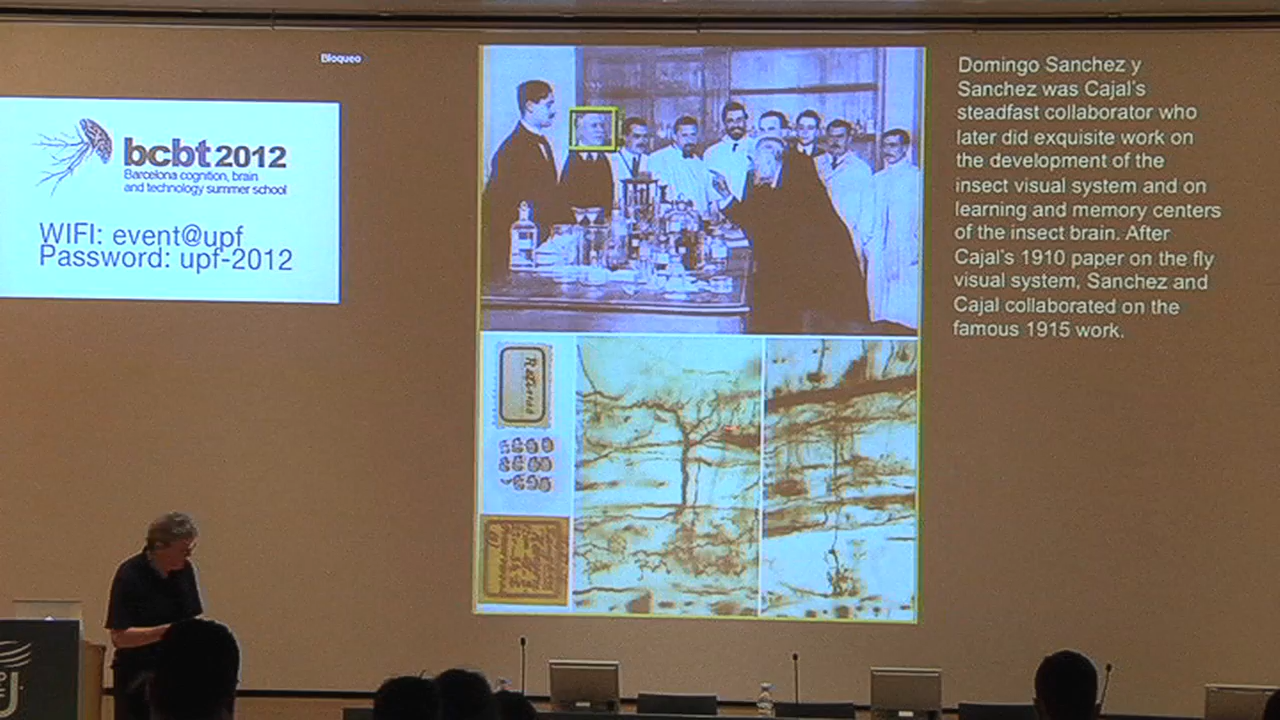 Bloqueo
bcbt 2012
Barcelona cognition, brain
and technology summer school
WIFI: event@upf
Password: upf-2012
Domingo Sanchez y
Sanchez was Cajal's
steadfast collaborator who
later did exquisite work on
the development of the
insect visual system and on
learning and memory centers
of the insect brain. After
Cajal's 1910 paper on the fly
visual system, Sanchez and
Cajal collaborated on the
famous 1915 work.